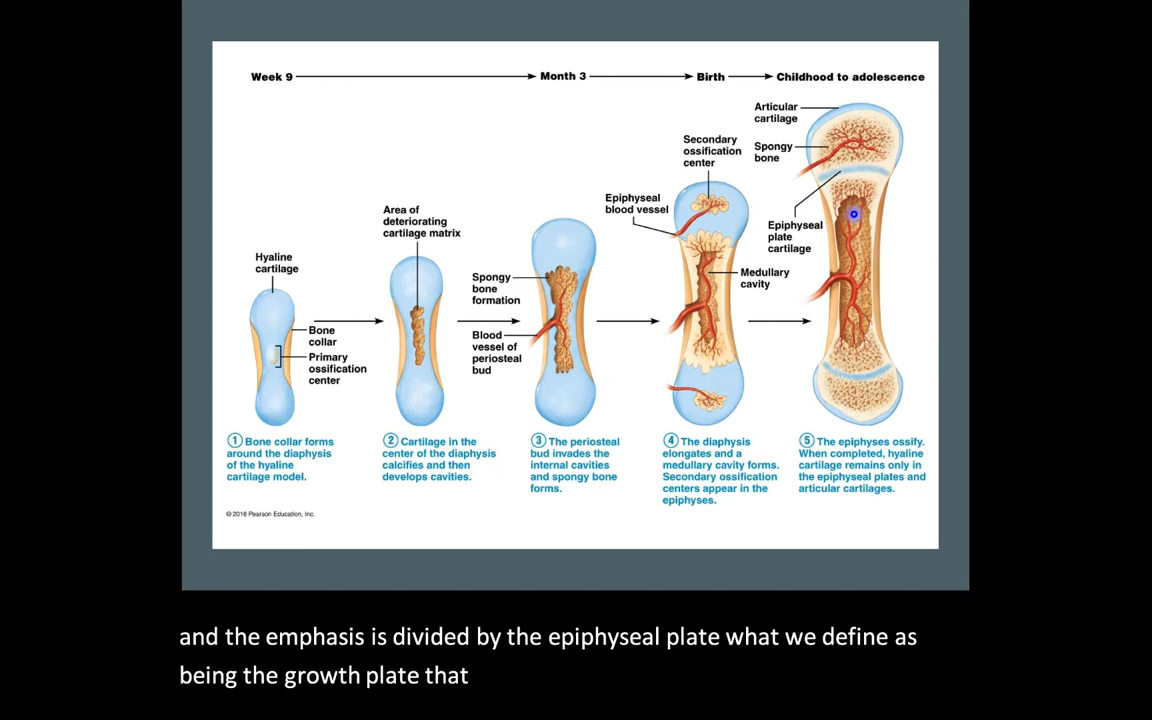 Week 9
Month 3
Birth
Childhood to adolescence
Articular
cartilage
Secondary
ossification
center
Spongy
bone
Epiphyseal
blood vessel
Area of
deteriorating
cartilage matrix
Epiphyseal
plate
cartilage
Hyaline
cartilage
Spongy
bone
formation
Medullary
cavity
Bone
collar
Primary
ossification
center
Blood
vessel of
periosteal
bud
1 Bone collar forms
around the diaphysis
of the hyaline
cartilage model.
2 Cartilage in the
center of the diaphysis
calcifies and then
develops cavities.
3 The periosteal
bud invades the
internal cavities
and spongy bone
forms.
4 The diaphysis
elongates and a
medullary cavity forms.
Secondary ossification
centers appear in the
epiphyses.
5 The epiphyses ossify.
When completed, hyaline
cartilage remains only in
the epiphyseal plates and
articular cartilages.
© 2016 Pearson Education, Inc.
and the emphasis is divided by the epiphyseal plate what we define as
being the growth plate that